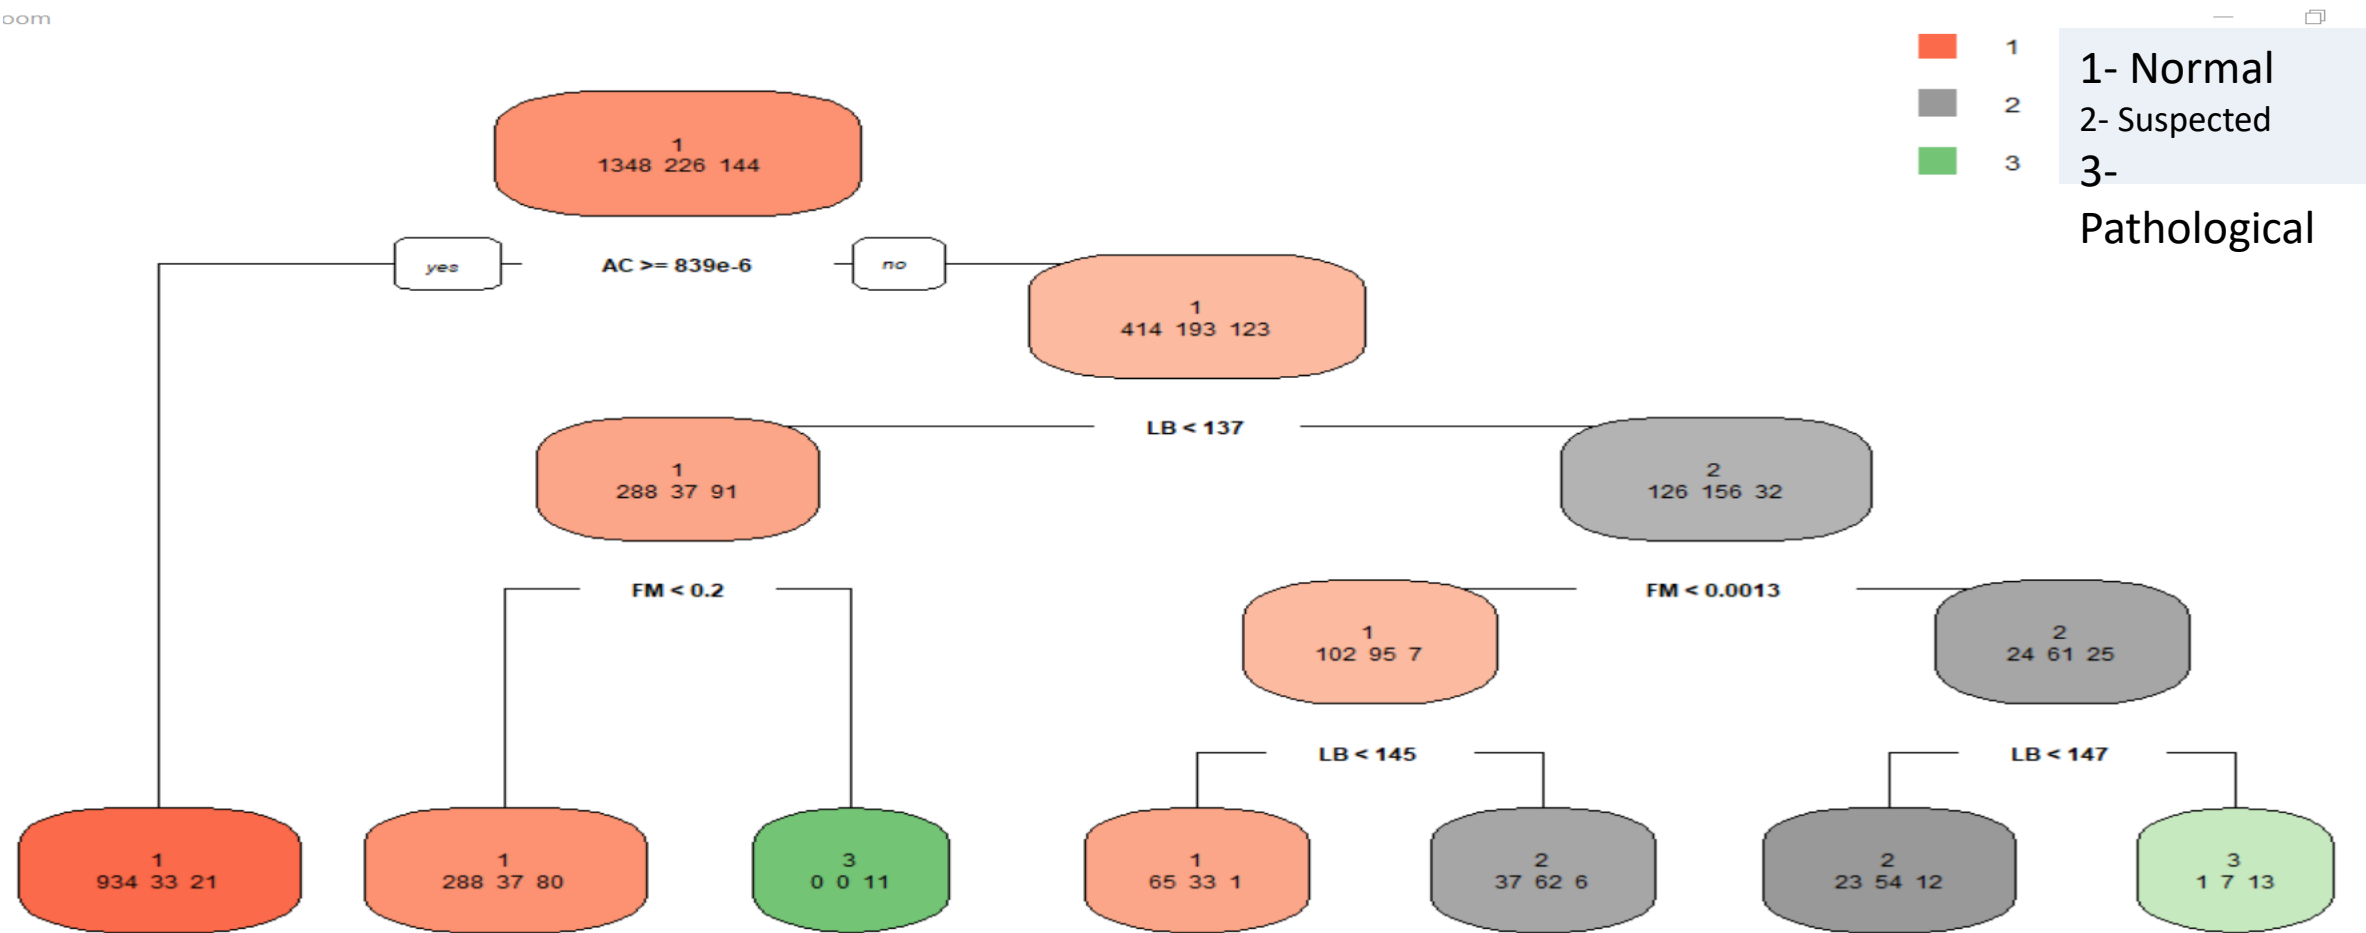 oom
1
2
3
1- Normal
2- Suspected
3-
Pathological
1
1348 226 144
yes
AC >= 839e-6
no
1
414 193 123
LB < 137
1
288 37 91
2
126 156 32
FM < 0.2
FM < 0.0013
1
102 95 7
2
24 61 25
LB < 145
LB < 147
1
934 33 21
1
288 37 80
3
0 0 11
1
65 33 1
2
37 62 6
2
23 54 12
3
1 7 13